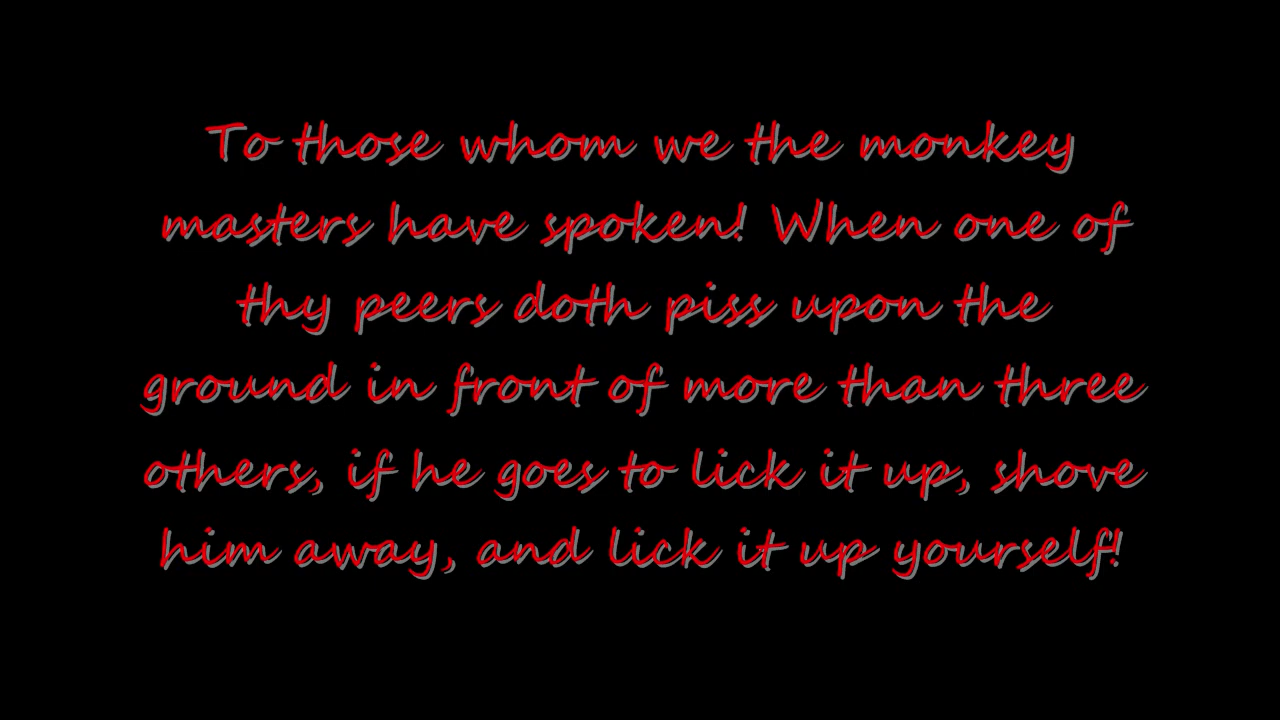 To those whom we the monkey
masters have spoken! When one of
thy peers doth piss upon the
ground in front of more than three
others, if he goes to lick it up, shove
him away, and lick it up yourself!